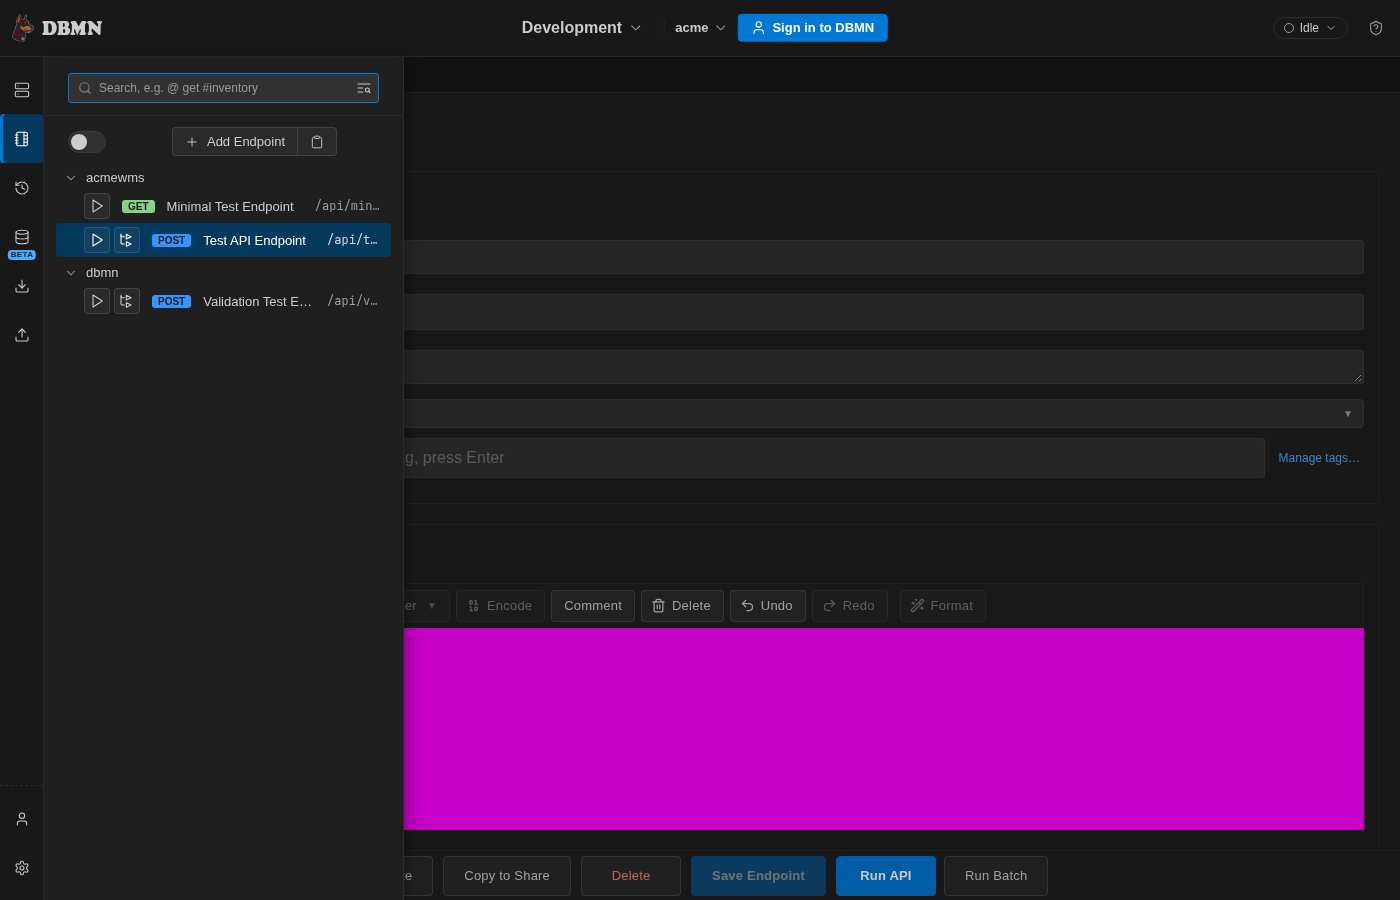 DBMN
Development
acme
Sign in to DBMN
Idle
Search, e.g. @ get #inventory
Add Endpoint
acmewms
GET Minimal Test Endpoint /api/min…
POST Test API Endpoint /api/t…
dbmn
POST Validation Test E… /api/v…
BETA
g, press Enter
Manage tags…
er
Encode
Comment
Delete
Undo
Redo
Format
Copy to Share
Delete
Save Endpoint
Run API
Run Batch